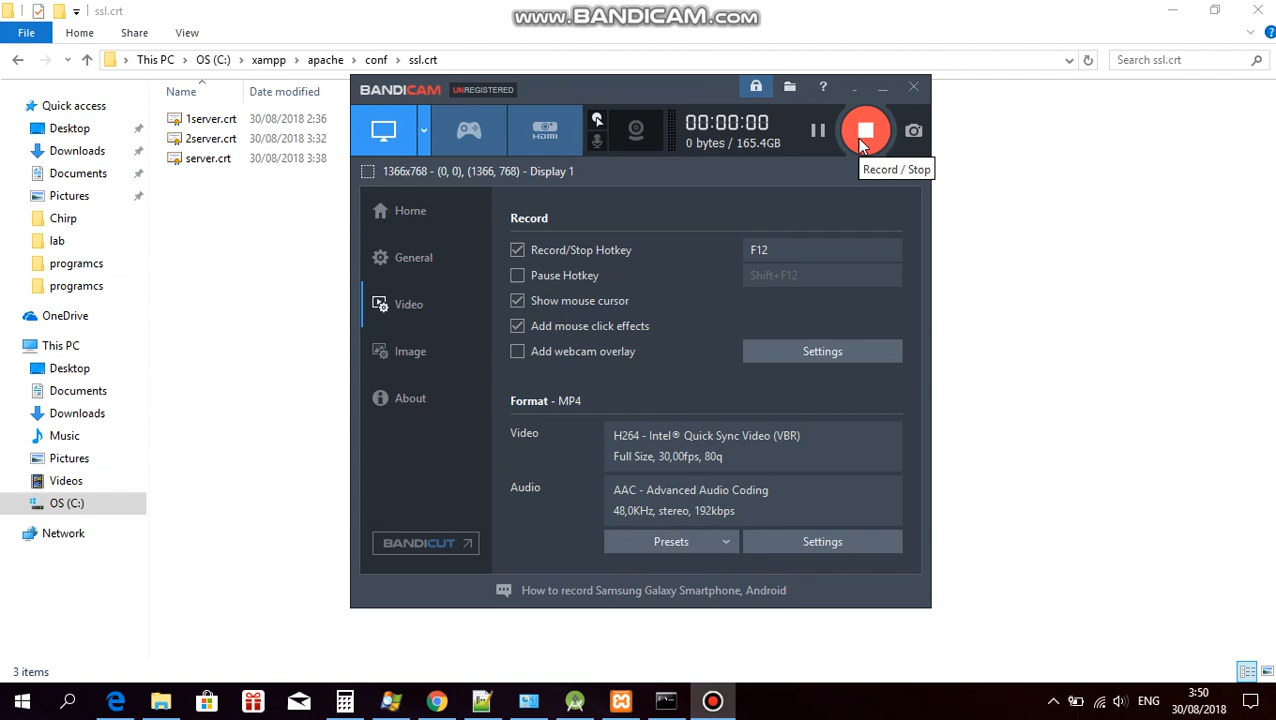 ssl.crt
www.BANDICAM.com
File
Home
Share
View
This PC
OS (C:)
xampp
apache
conf
ssl.crt
Search ssl.crt
Name
Date modified
1server.crt
30/08/2018 2:36
2server.crt
30/08/2018 3:32
server.crt
30/08/2018 3:38
Quick access
Desktop
Downloads
Documents
Pictures
Chirp
lab
programcs
programcs
OneDrive
This PC
Desktop
Documents
Downloads
Music
Pictures
Videos
OS (C:)
Network
3 items
BANDICAM
UNREGISTERED
?
HDMI
00:00:00
0 bytes / 165.4GB
Record / Stop
1366x768 - (0, 0), (1366, 768) - Display 1
Home
General
Video
Image
About
BANDICUT
Record
Record/Stop Hotkey
F12
Pause Hotkey
Shift+F12
Show mouse cursor
Add mouse click effects
Add webcam overlay
Settings
Format - MP4
Video
H264 - Intel® Quick Sync Video (VBR)
Full Size, 30,00fps, 80q
Audio
AAC - Advanced Audio Coding
48,0KHz, stereo, 192kbps
Presets
Settings
How to record Samsung Galaxy Smartphone, Android
ENG
3:50
30/08/2018